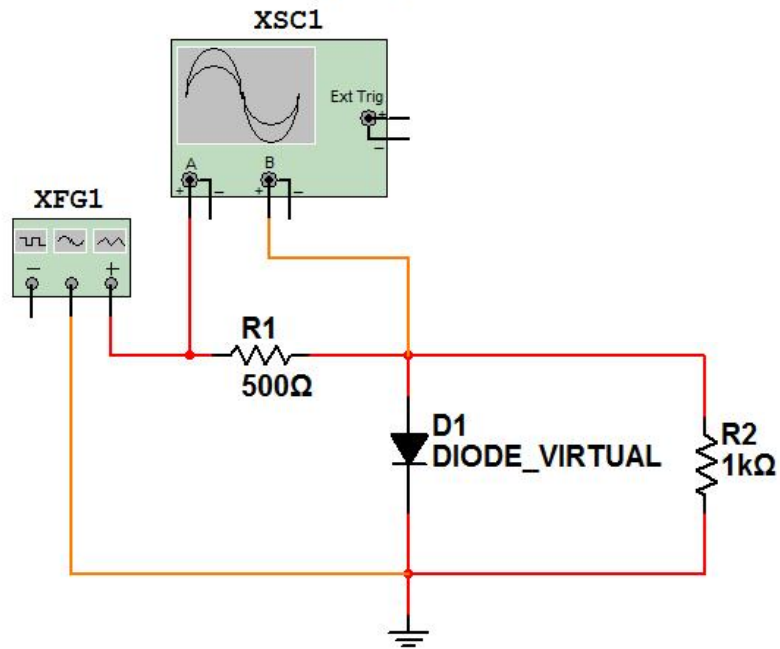 XSC1
Ext Trig
+
−
A
B
+
−
+
−
XFG1
−
+
R1
500Ω
D1
DIODE_VIRTUAL
R2
1kΩ